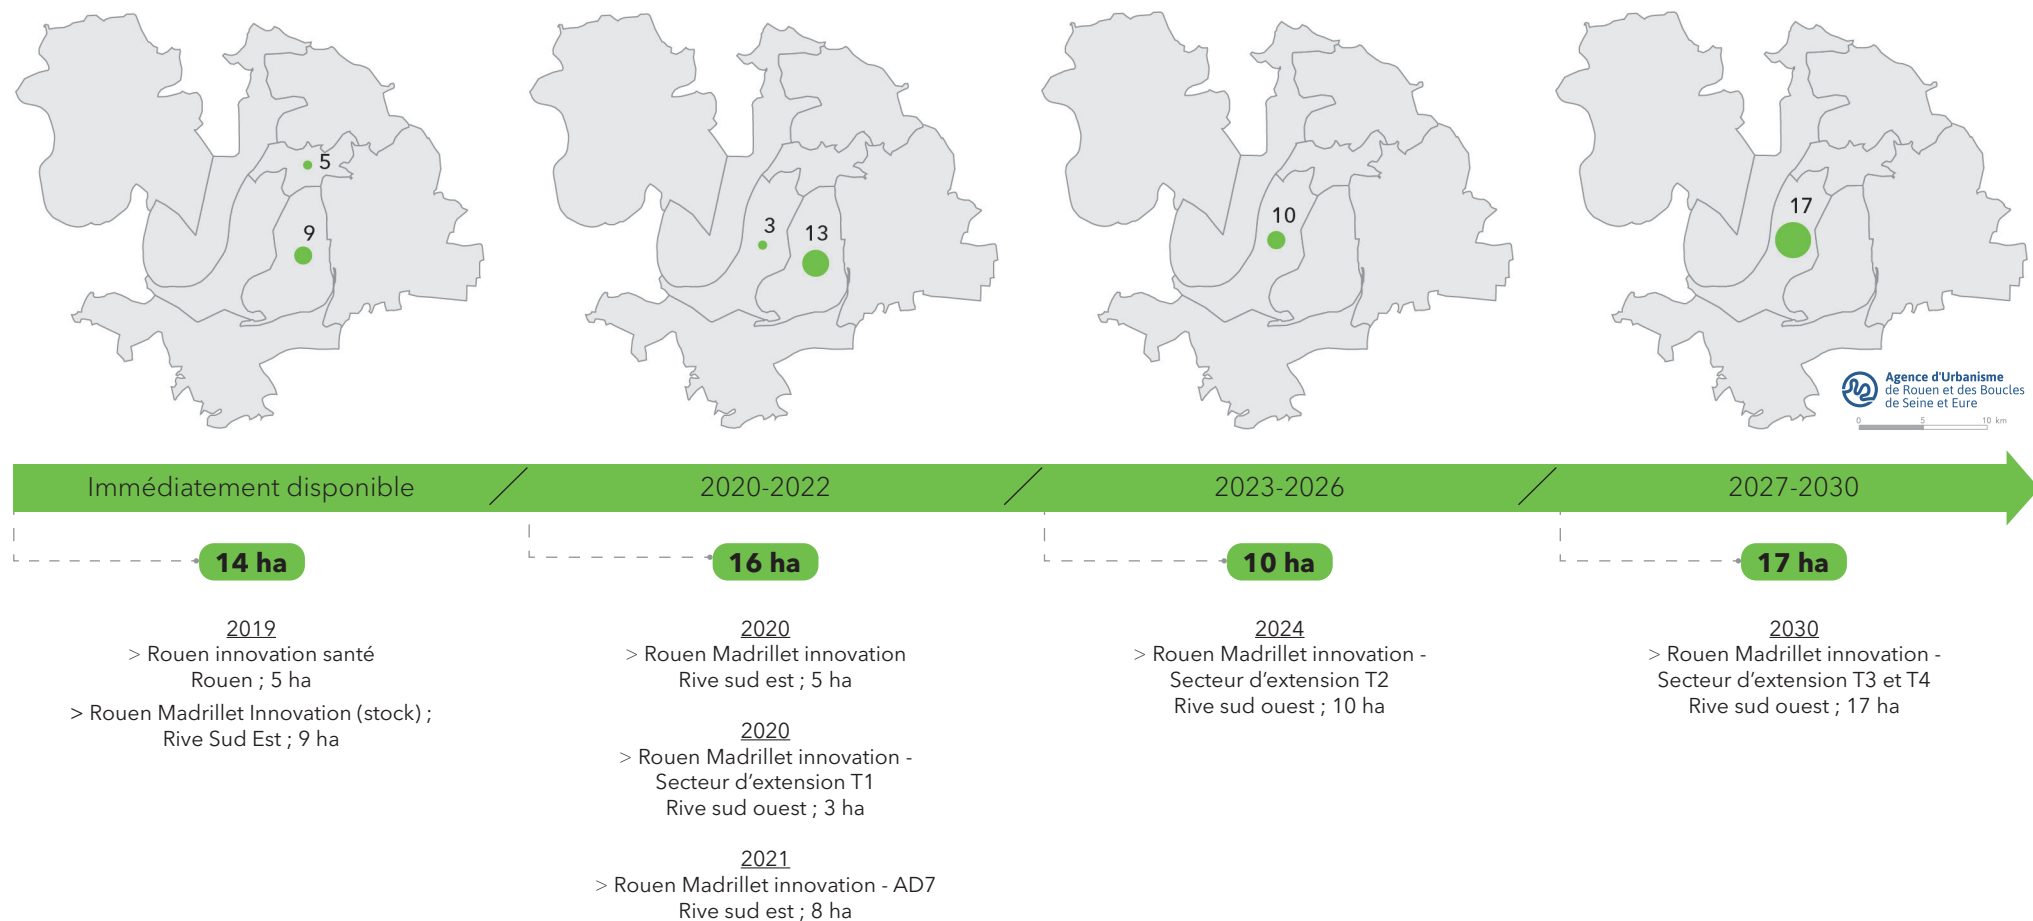 5
9
3
13
10
17
Agence d'Urbanisme
de Rouen et des Boucles
de Seine et Eure
0 5 10 km
Immédiatement disponible
2020-2022
2023-2026
2027-2030
14 ha
16 ha
10 ha
17 ha
2019
> Rouen innovation santé
Rouen ; 5 ha
> Rouen Madrillet Innovation (stock) ;
Rive Sud Est ; 9 ha
2020
> Rouen Madrillet innovation
Rive sud est ; 5 ha
2020
> Rouen Madrillet innovation -
Secteur d'extension T1
Rive sud ouest ; 3 ha
2021
> Rouen Madrillet innovation - AD7
Rive sud est ; 8 ha
2024
> Rouen Madrillet innovation -
Secteur d'extension T2
Rive sud ouest ; 10 ha
2030
> Rouen Madrillet innovation -
Secteur d'extension T3 et T4
Rive sud ouest ; 17 ha